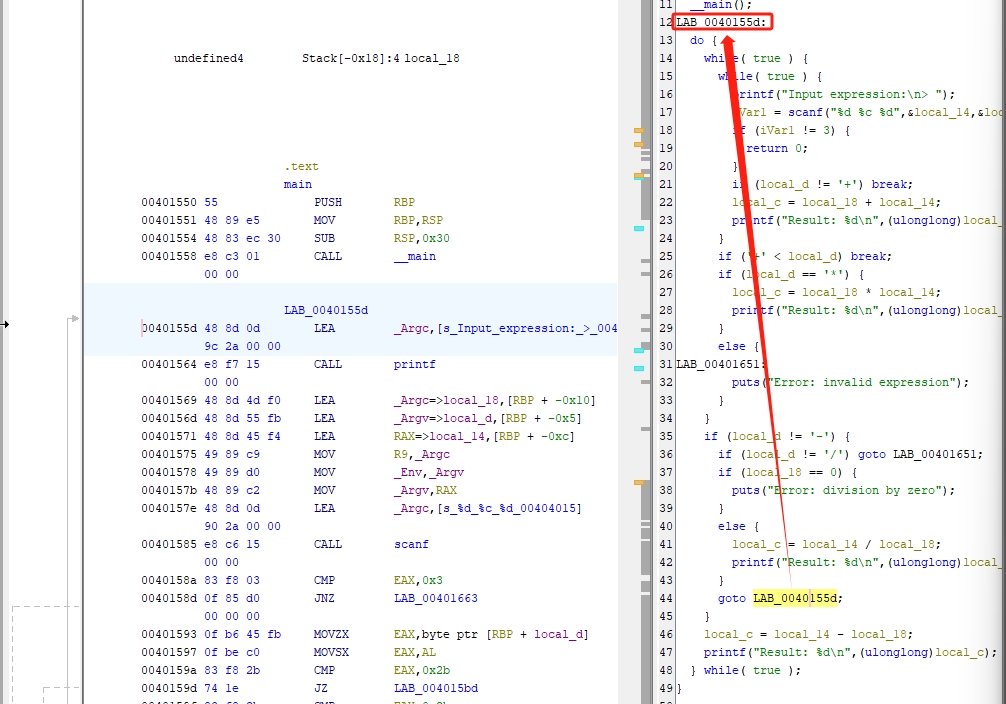 undefined4 Stack[-0x18]:4 local_18
.text
main
00401550 55 PUSH RBP
00401551 48 89 e5 MOV RBP,RSP
00401554 48 83 ec 30 SUB RSP,0x30
00401558 e8 c3 01 CALL __main
00 00
LAB_0040155d
0040155d 48 8d 0d LEA _Argc,[s_Input_expression:_>_004
9c 2a 00 00
00401564 e8 f7 15 CALL printf
00 00
00401569 48 8d 4d f0 LEA _Argc=>local_18,[RBP + -0x10]
0040156d 48 8d 55 fb LEA _Argv=>local_d,[RBP + -0x5]
00401571 48 8d 45 f4 LEA RAX=>local_14,[RBP + -0xc]
00401575 49 89 c9 MOV R9,_Argc
00401578 49 89 d0 MOV _Env,_Argv
0040157b 48 89 c2 MOV _Argv,RAX
0040157e 48 8d 0d LEA _Argc,[s_%d_%c_%d_00404015]
90 2a 00 00
00401585 e8 c6 15 CALL scanf
00 00
0040158a 83 f8 03 CMP EAX,0x3
0040158d 0f 85 d0 JNZ LAB_00401663
00 00 00
00401593 0f b6 45 fb MOVZX EAX,byte ptr [RBP + local_d]
00401597 0f be c0 MOVSX EAX,AL
0040159a 83 f8 2b CMP EAX,0x2b
0040159d 74 1e JZ LAB_004015bd
11 __main();
12 LAB_0040155d:
13 do {
14 while( true ) {
15 while( true ) {
16 printf("Input expression:\n> ");
17 iVar1 = scanf("%d %c %d",&local_14,&loc
18 if (iVar1 != 3) {
19 return 0;
20 }
21 if (local_d != '+') break;
22 local_c = local_18 + local_14;
23 printf("Result: %d\n",(ulonglong)local_
24 }
25 if ('+' < local_d) break;
26 if (local_d == '*') {
27 local_c = local_18 * local_14;
28 printf("Result: %d\n",(ulonglong)local_
29 }
30 else {
31 LAB_00401651:
32 puts("Error: invalid expression");
33 }
34 }
35 if (local_d != '-') {
36 if (local_d != '/') goto LAB_00401651;
37 if (local_18 == 0) {
38 puts("Error: division by zero");
39 }
40 else {
41 local_c = local_14 / local_18;
42 printf("Result: %d\n",(ulonglong)local_
43 }
44 goto LAB_0040155d;
45 }
46 local_c = local_14 - local_18;
47 printf("Result: %d\n",(ulonglong)local_c);
48 } while( true );
49 }